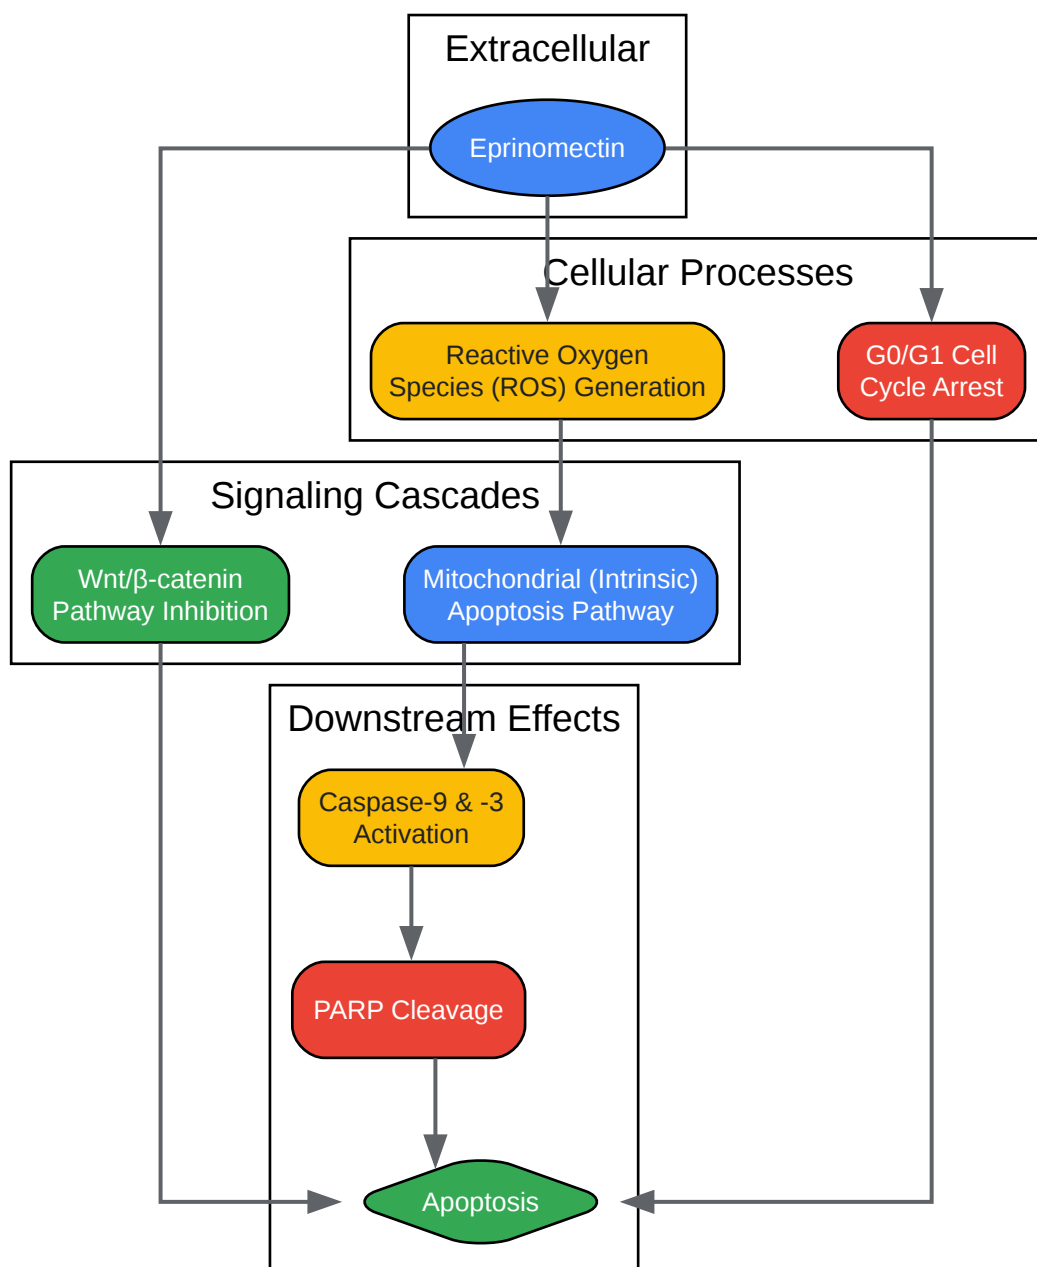 Extracellular
Eprinomectin
Cellular Processes
Reactive Oxygen
Species (ROS) Generation
G0/G1 Cell
Cycle Arrest
Signaling Cascades
Wnt/β-catenin
Pathway Inhibition
Mitochondrial (Intrinsic)
Apoptosis Pathway
Downstream Effects
Caspase-9 & -3
Activation
PARP Cleavage
Apoptosis